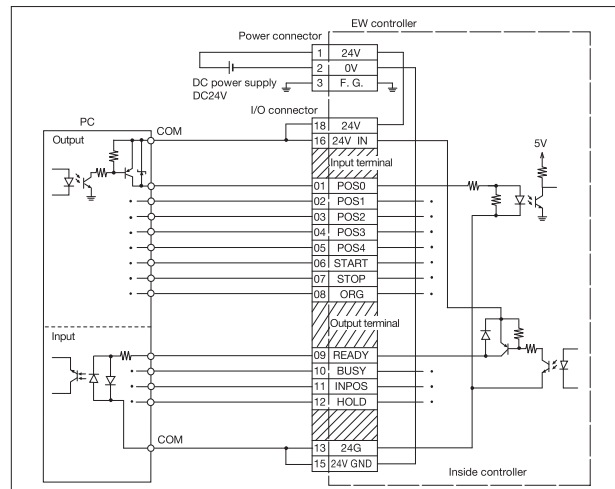 EW controller
Power connector
1 24V
2 0V
3 F. G.
DC power supply
DC24V
I/O connector
PC
COM
Output
18 24V
16 24V IN
Input terminal
5V
01 POS0
02 POS1
03 POS2
04 POS3
05 POS4
06 START
07 STOP
08 ORG
Output terminal
Input
09 READY
10 BUSY
11 INPOS
12 HOLD
COM
13 24G
15 24V GND
Inside controller